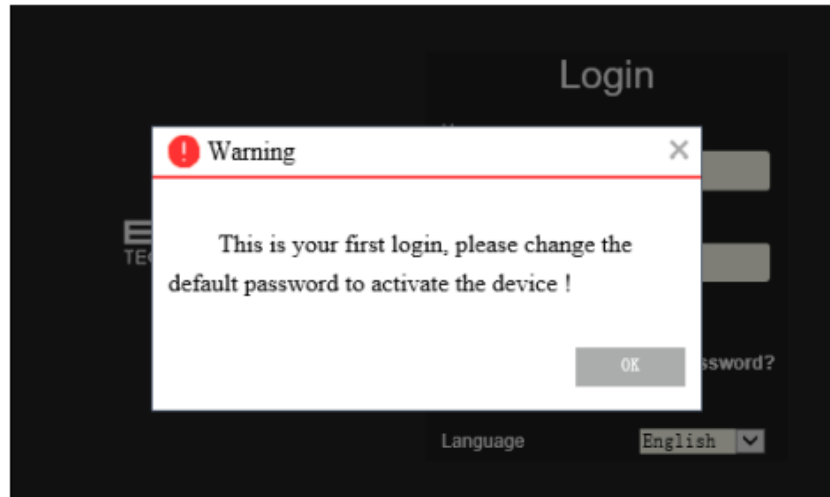 Login
Warning
This is your first login, please change the
default password to activate the device !
OK
ssword?
Language
English